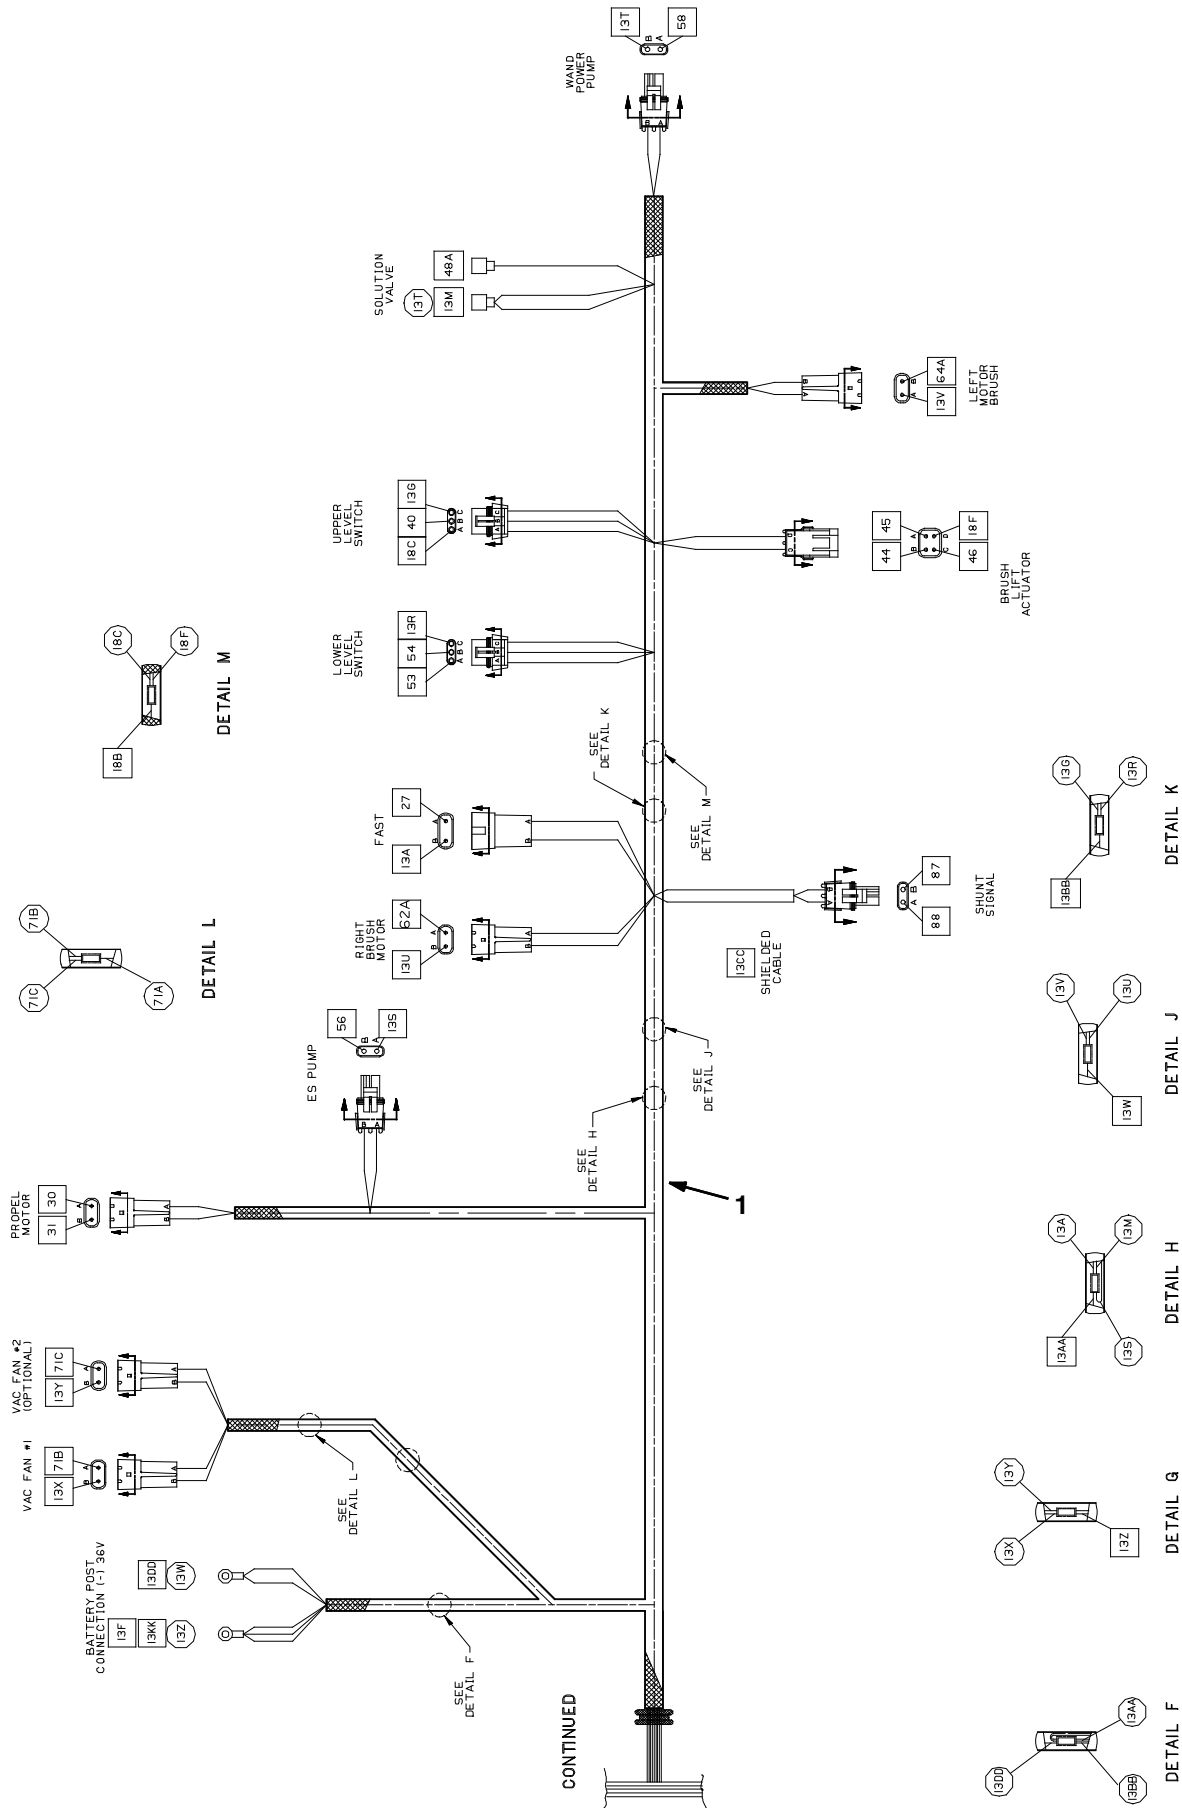 BATTERY POST
CONNECTION (-) 36V
13F
13KK
13Z
13DD
13W
VAC FAN #1
13X
71B
B
A
VAC FAN #2
(OPTIONAL)
13Y
71C
B
A
PROPEL
MOTOR
31
30
B
A
ES PUMP
56
13S
B
A
RIGHT
BRUSH
MOTOR
13U
62A
B
A
FAST
13A
27
B
A
LOWER
LEVEL
SWITCH
53
54
13R
A
B
C
UPPER
LEVEL
SWITCH
18C
40
13G
A
B
C
SOLUTION
VALVE
13T
13M
48A
WAND
POWER
PUMP
13T
58
B
A
71C
71B
71A
DETAIL L
18B
18C
18F
DETAIL M
SEE
DETAIL F
SEE
DETAIL L
SEE
DETAIL H
SEE
DETAIL J
SEE
DETAIL K
SEE
DETAIL M
CONTINUED
1
13CC
SHIELDED
CABLE
88
87
A
B
SHUNT
SIGNAL
44
45
B
A
C
D
46
18F
BRUSH
LIFT
ACTUATOR
A
B
13V
64A
LEFT
MOTOR
BRUSH
13DD
13BB
13AA
DETAIL F
13X
13Y
13Z
DETAIL G
13AA
13A
13S
13M
DETAIL H
13V
13W
13U
DETAIL J
13BB
13G
13R
DETAIL K